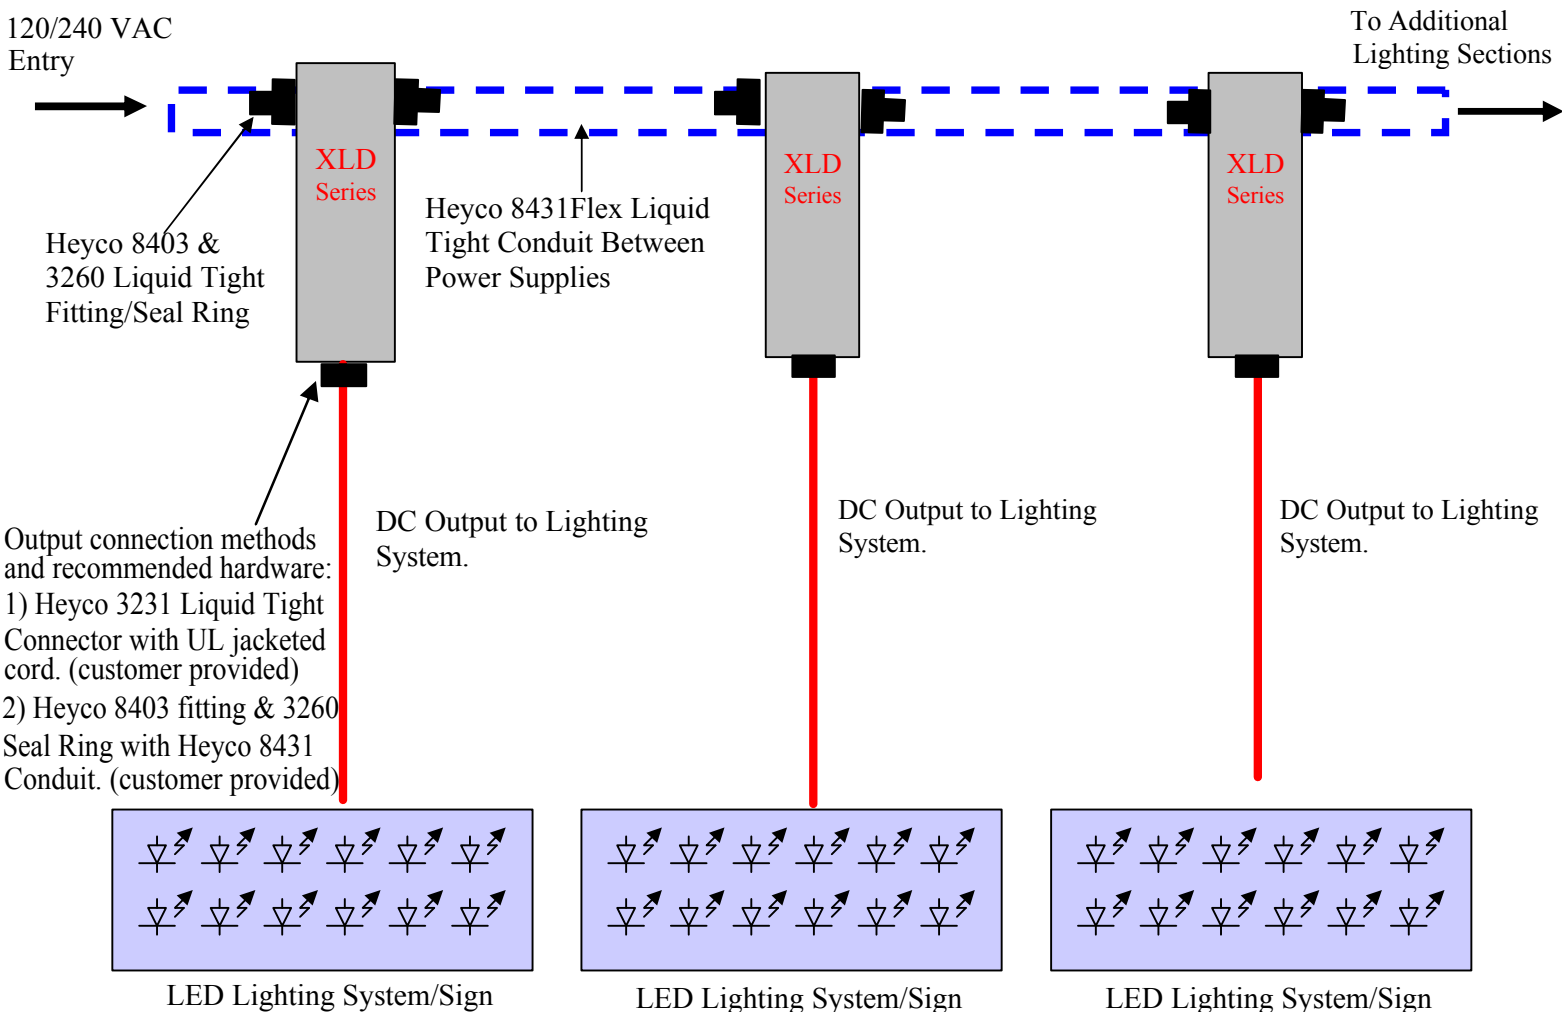 120/240 VAC
Entry
To Additional
Lighting Sections
XLD
Series
XLD
Series
XLD
Series
Heyco 8403 &
3260 Liquid Tight
Fitting/Seal Ring
Heyco 8431Flex Liquid
Tight Conduit Between
Power Supplies
Output connection methods
and recommended hardware:
1) Heyco 3231 Liquid Tight
Connector with UL jacketed
cord. (customer provided)
2) Heyco 8403 fitting & 3260
Seal Ring with Heyco 8431
Conduit. (customer provided)
DC Output to Lighting
System.
DC Output to Lighting
System.
DC Output to Lighting
System.
LED Lighting System/Sign
LED Lighting System/Sign
LED Lighting System/Sign